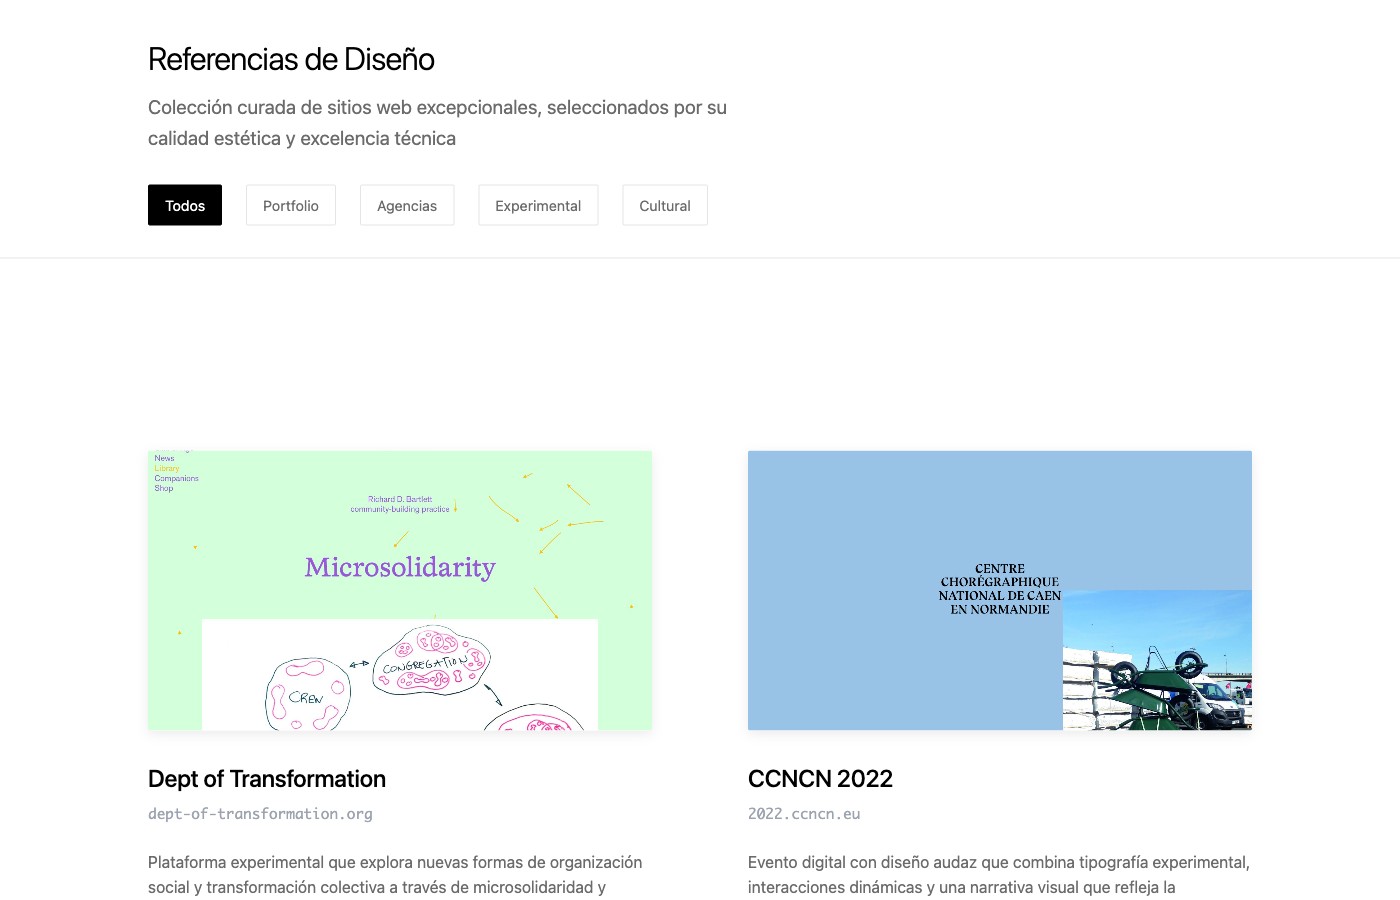 Referencias de Diseño
Colección curada de sitios web excepcionales, seleccionados por su
calidad estética y excelencia técnica
Todos
Portfolio
Agencias
Experimental
Cultural
News
Library
Companions
Shop
Richard D. Bartlett
community-building practice
Microsolidarity
CONGREGATION
CREW
CENTRE
CHORÉGRAPHIQUE
NATIONAL DE CAEN
EN NORMANDIE
Dept of Transformation
dept-of-transformation.org
Plataforma experimental que explora nuevas formas de organización
social y transformación colectiva a través de microsolidaridad y
CCNCN 2022
2022.ccncn.eu
Evento digital con diseño audaz que combina tipografía experimental,
interacciones dinámicas y una narrativa visual que refleja la